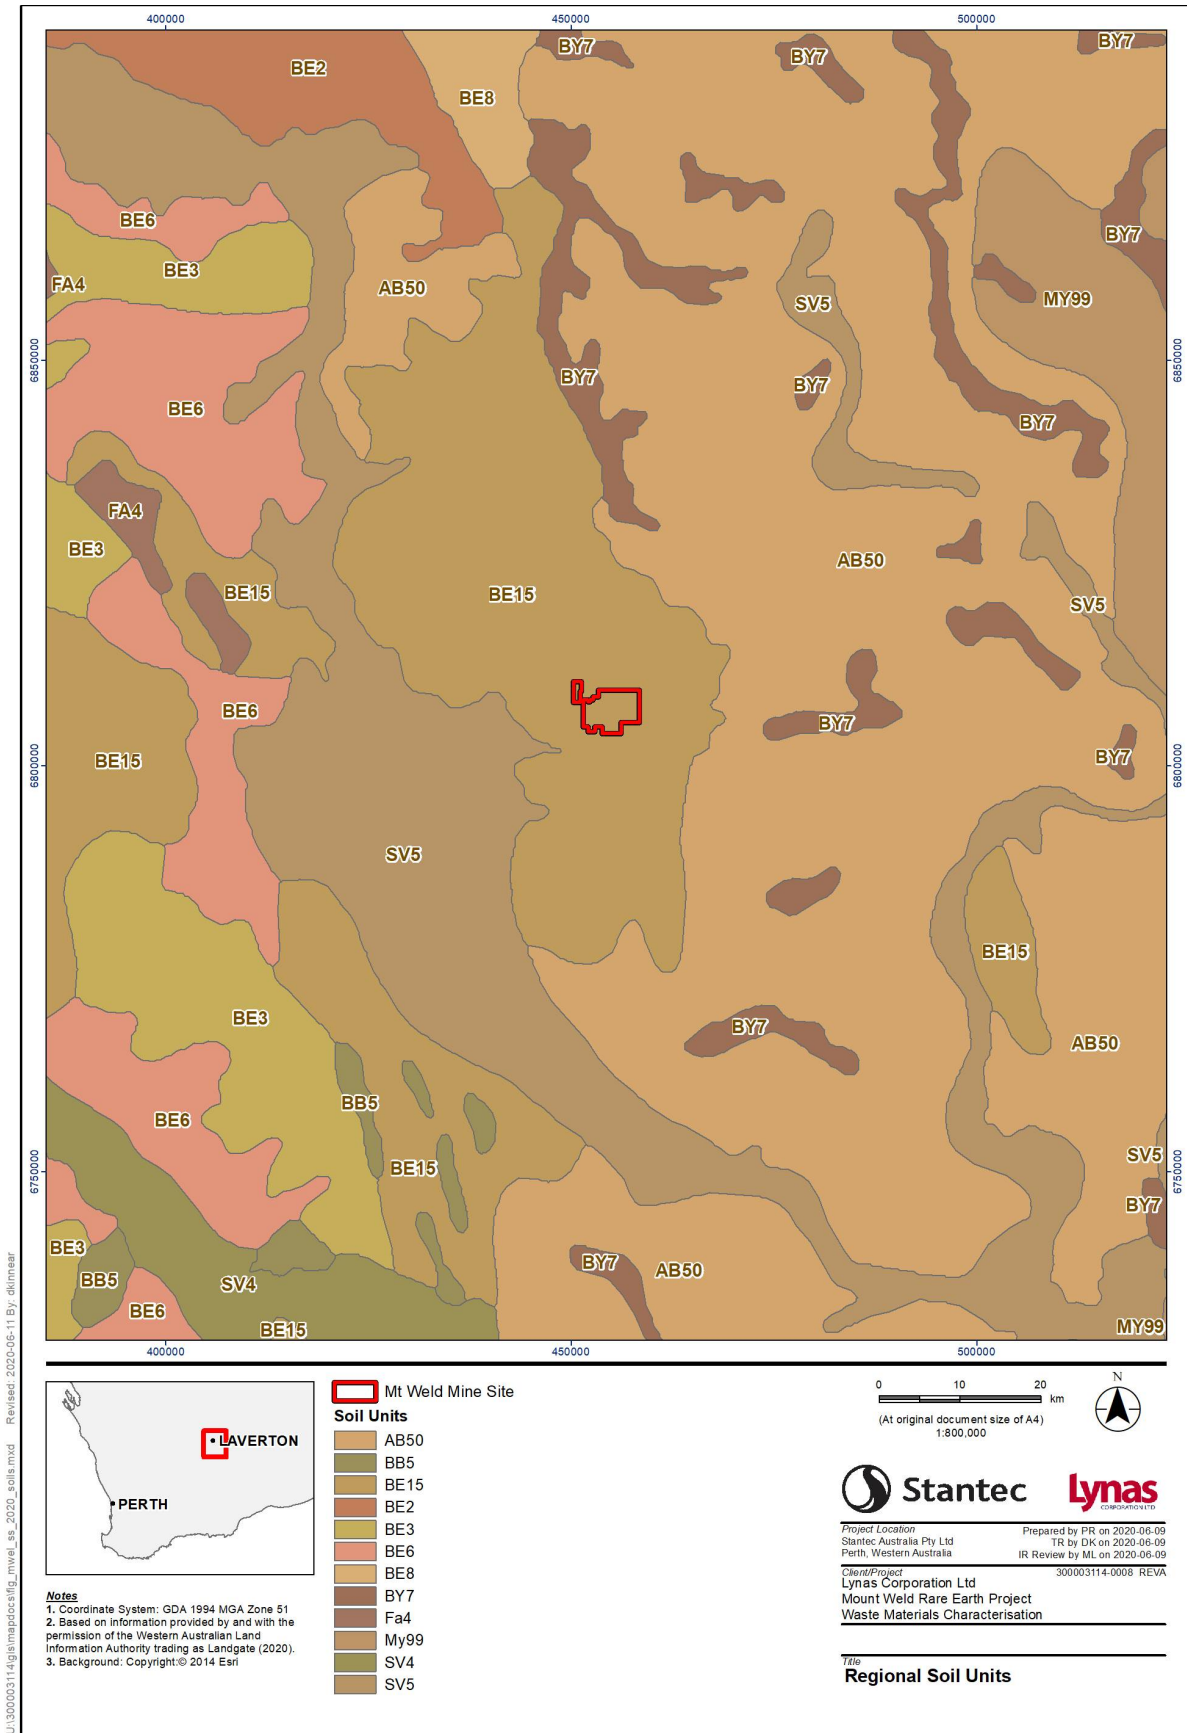 400000
450000
500000
BY7
BY7
BY7
BE2
BE8
BE6
BY7
BE3
FA4
AB50
MY99
SV5
6850000
6850000
BY7
BY7
BE6
BY7
FA4
BE3
AB50
BE15
BE15
SV5
BE6
BY7
BE15
BY7
6800000
6800000
SV5
BE15
BE3
BY7
AB50
BB5
BE6
BE15
SV5
6750000
6750000
BY7
BE3
BB5
SV4
BY7
AB50
BE6
BE15
MY99
400000
450000
500000
U:\300003114\gis\mapdocs\fig_mwel_ss_2020_soils.mxd Revised: 2020-06-11 By: dkinnear
LAVERTON
PERTH
Notes
1. Coordinate System: GDA 1994 MGA Zone 51
2. Based on information provided by and with the
permission of the Western Australian Land
Information Authority trading as Landgate (2020).
3. Background: Copyright:© 2014 Esri
Mt Weld Mine Site
Soil Units
AB50
BB5
BE15
BE2
BE3
BE6
BE8
BY7
Fa4
My99
SV4
SV5
0 10 20
km
(At original document size of A4)
1:800,000
N
Stantec
Lynas
CORPORATION LTD
Project Location
Stantec Australia Pty Ltd
Perth, Western Australia
Prepared by PR on 2020-06-09
TR by DK on 2020-06-09
IR Review by ML on 2020-06-09
Client/Project
300003114-0008 REVA
Lynas Corporation Ltd
Mount Weld Rare Earth Project
Waste Materials Characterisation
Title
Regional Soil Units